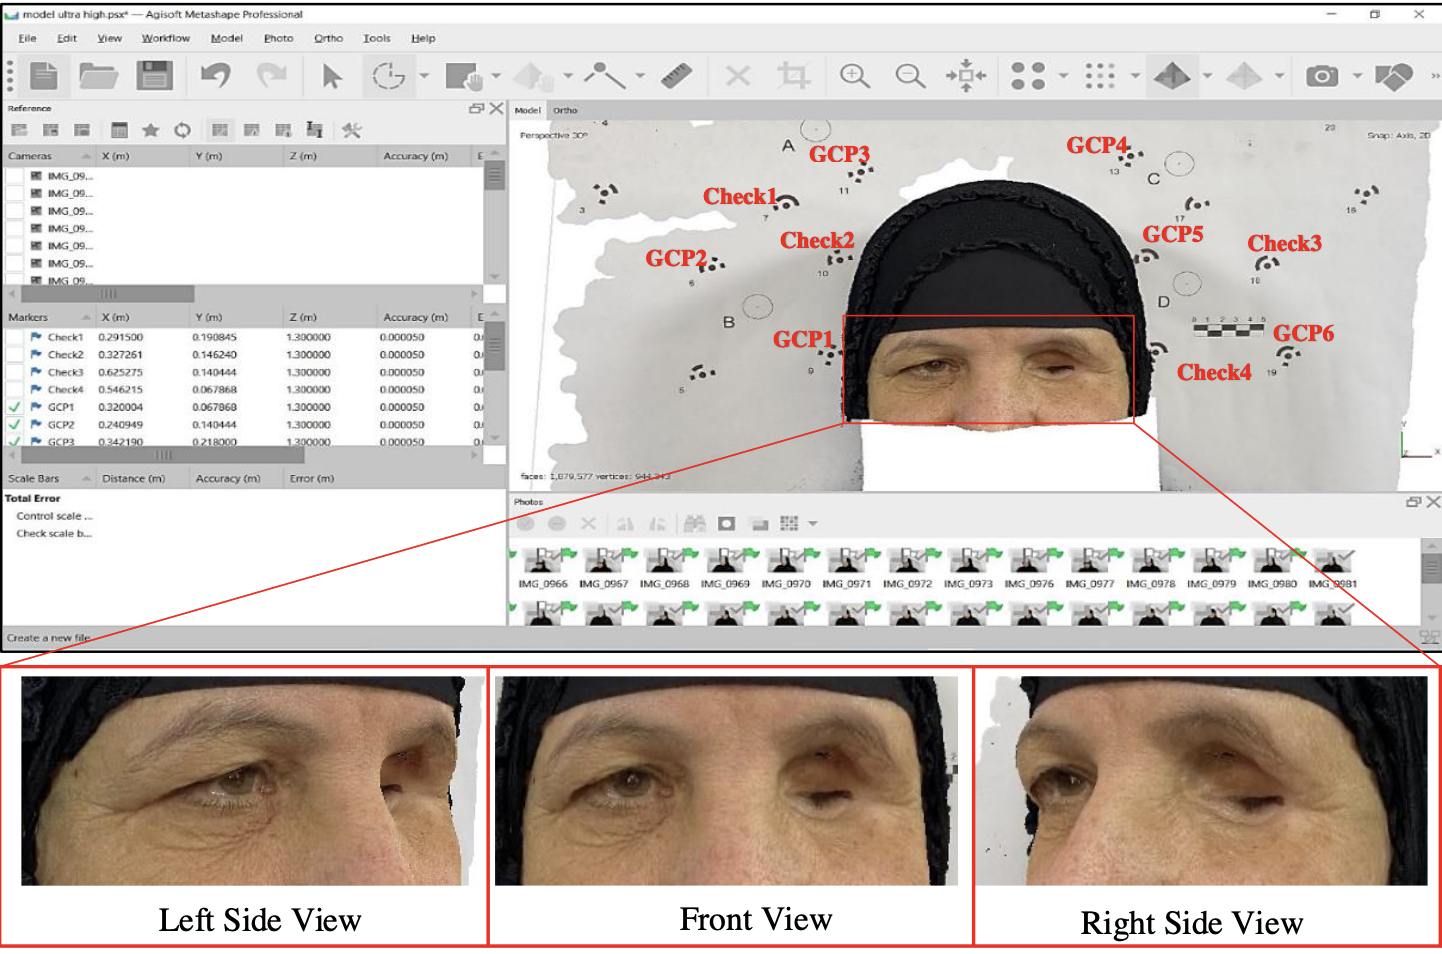 model ultra high.psx* — Agisoft Metashape Professional
File Edit View Workflow Model Photo Ortho Tools Help
Reference
Model Ortho
Perspective 30°
Snap: Axis, 2D
Cameras X (m) Y (m) Z (m) Accuracy (m) E
IMG_09...
IMG_09...
IMG_09...
IMG_09...
IMG_09...
IMG_09...
IMG_09...
Markers X (m) Y (m) Z (m) Accuracy (m) E
Check1 0.291500 0.190845 1.300000 0.000050 0.
Check2 0.327261 0.146240 1.300000 0.000050 0.
Check3 0.625275 0.140444 1.300000 0.000050 0.
Check4 0.546215 0.067868 1.300000 0.000050 0.
GCP1 0.320004 0.067868 1.300000 0.000050 0.
GCP2 0.240949 0.140444 1.300000 0.000050 0.
GCP3 0.342190 0.218000 1.300000 0.000050 0.
Scale Bars Distance (m) Accuracy (m) Error (m)
Total Error
Control scale ...
Check scale b...
Create a new file
4
A
GCP3
11
GCP4
13
C
Check1
7
3
17
Check2
10
GCP2
6
GCP5
Check3
18
D
B
GCP1
9
5
0 1 2 3 4 5
GCP6
19
Check4
Y
X
faces: 1,879,577 vertices: 944,343
Photos
IMG_0966 IMG_0967 IMG_0968 IMG_0969 IMG_0970 IMG_0971 IMG_0972 IMG_0973 IMG_0976 IMG_0977 IMG_0978 IMG_0979 IMG_0980 IMG_0981
Left Side View
Front View
Right Side View